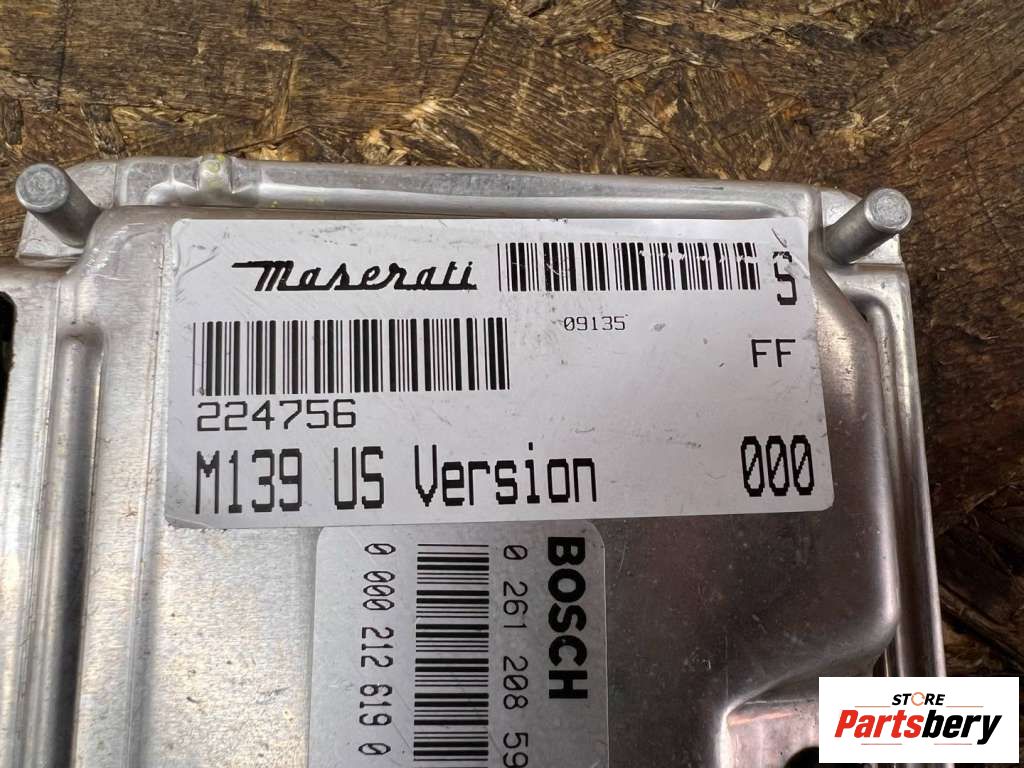 Maserati
5
09135
FF
224756
M139 US Version
000
BOSCH
0 261 208 59
0 000 212 619 0
STORE
Partsbery